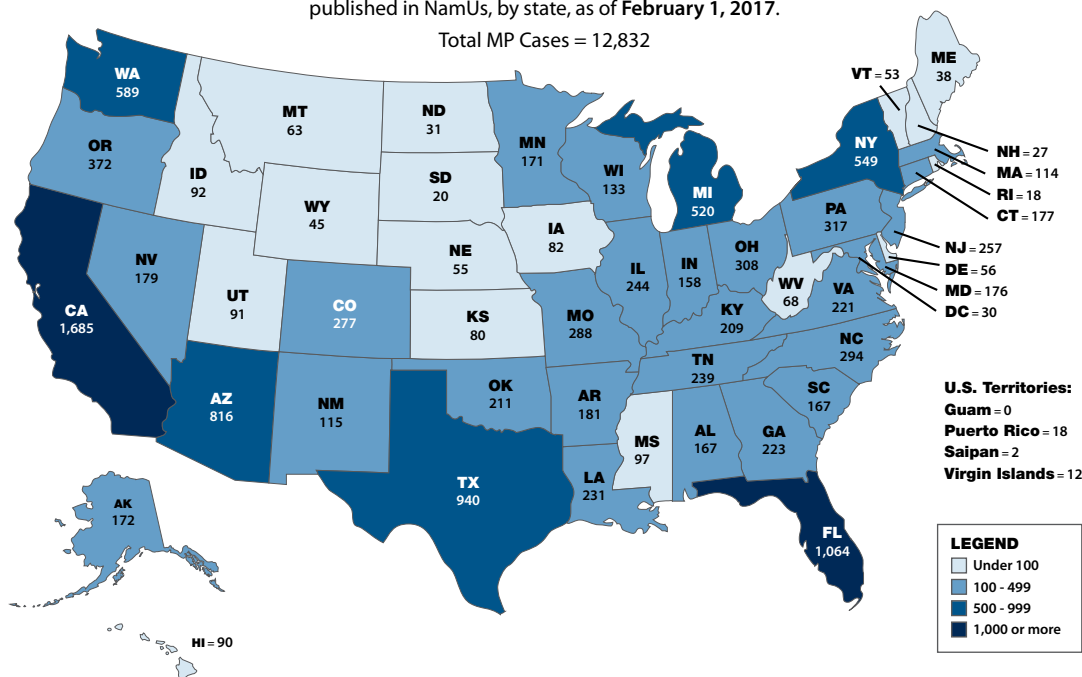 published in NamUs, by state, as of February 1, 2017.
Total MP Cases = 12,832
WA
589
OR
372
CA
1,685
NV
179
ID
92
MT
63
WY
45
UT
91
AZ
816
CO
277
NM
115
ND
31
SD
20
NE
55
KS
80
OK
211
TX
940
MN
171
IA
82
MO
288
AR
181
LA
231
WI
133
IL
244
MI
520
IN
158
OH
308
KY
209
TN
239
MS
97
AL
167
GA
223
FL
1,064
SC
167
NC
294
VA
221
WV
68
PA
317
NY
549
VT = 53
ME
38
NH = 27
MA = 114
RI = 18
CT = 177
NJ = 257
DE = 56
MD = 176
DC = 30
AK
172
HI = 90
U.S. Territories:
Guam = 0
Puerto Rico = 18
Saipan = 2
Virgin Islands = 12
LEGEND
Under 100
100 - 499
500 - 999
1,000 or more